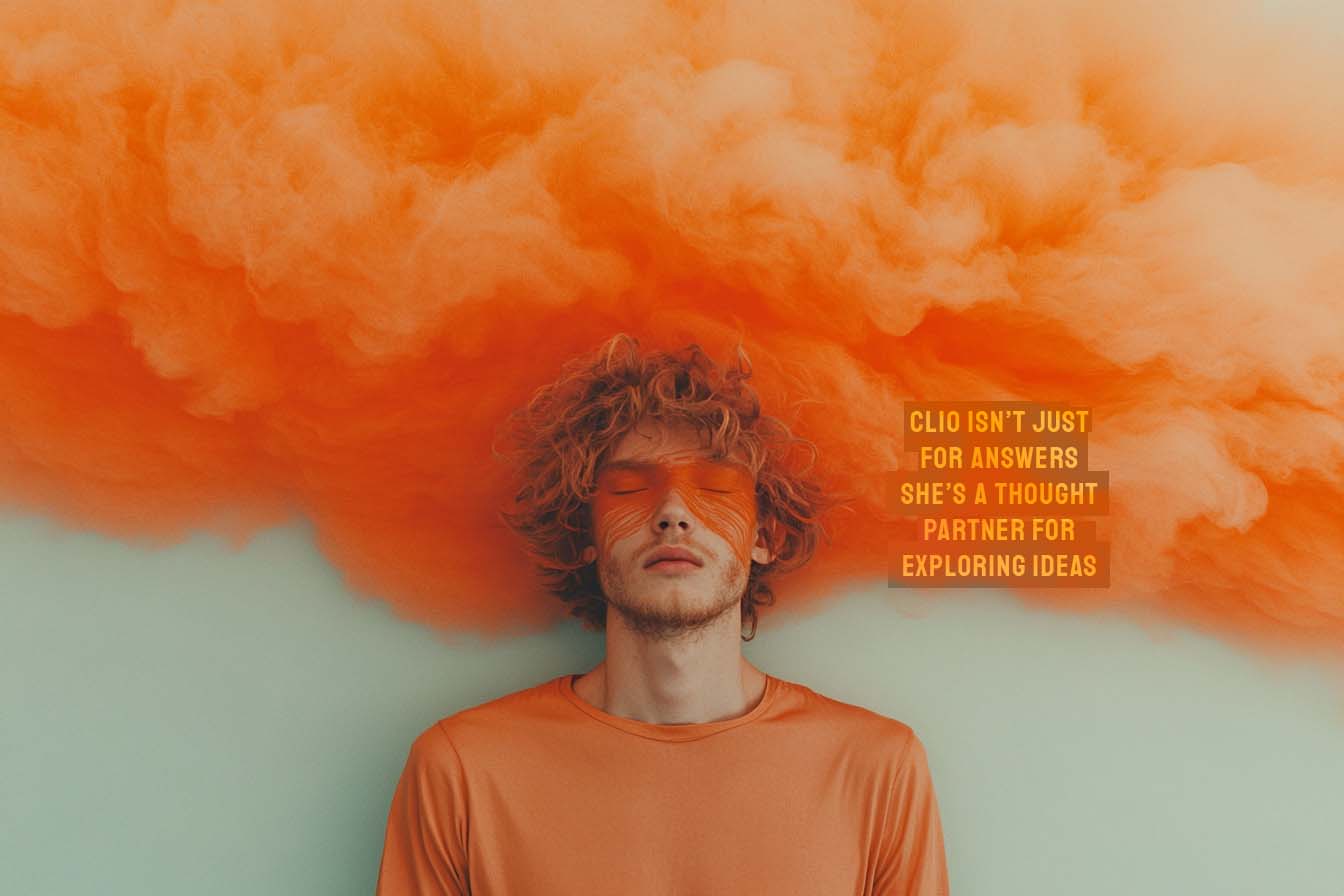 CLIO ISN’T JUST
FOR ANSWERS
SHE’S A THOUGHT
PARTNER FOR
EXPLORING IDEAS